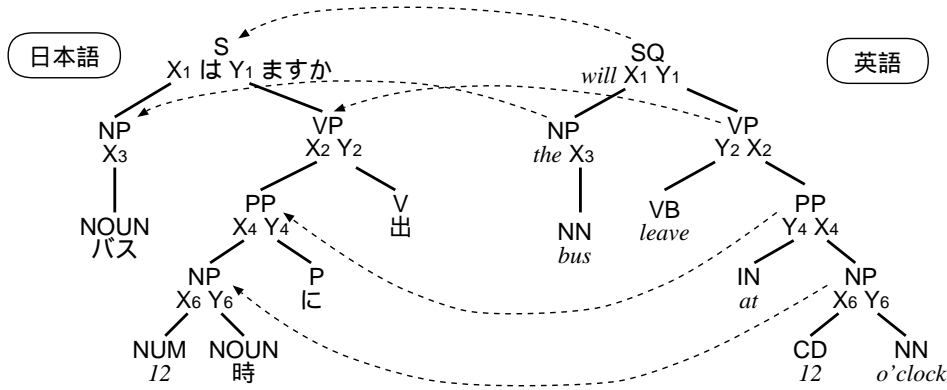 日本語
英語
S
X1 は Y1 ますか
SQ
will X1 Y1
NP
X3
VP
X2 Y2
NP
the X3
VP
Y2 X2
NOUN
バス
PP
X4 Y4
V
出
NN
bus
VB
leave
PP
Y4 X4
NP
X6 Y6
P
に
IN
at
NP
X6 Y6
NUM
12
NOUN
時
CD
12
NN
o'clock